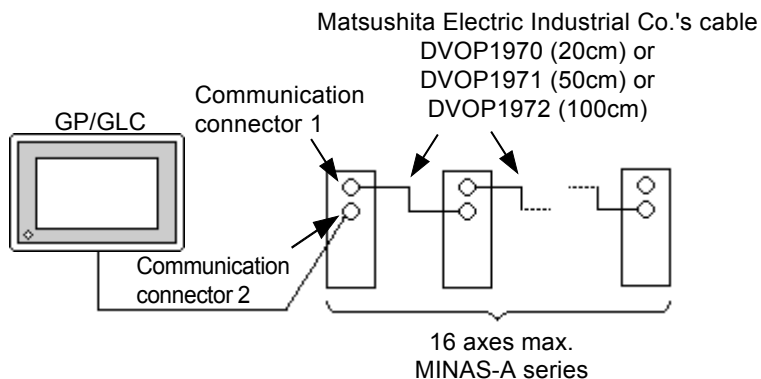 Matsushita Electric Industrial Co.'s cable
DVOP1970 (20cm) or
DVOP1971 (50cm) or
DVOP1972 (100cm)
Communication
connector 1
GP/GLC
Communication
connector 2
16 axes max.
MINAS-A series